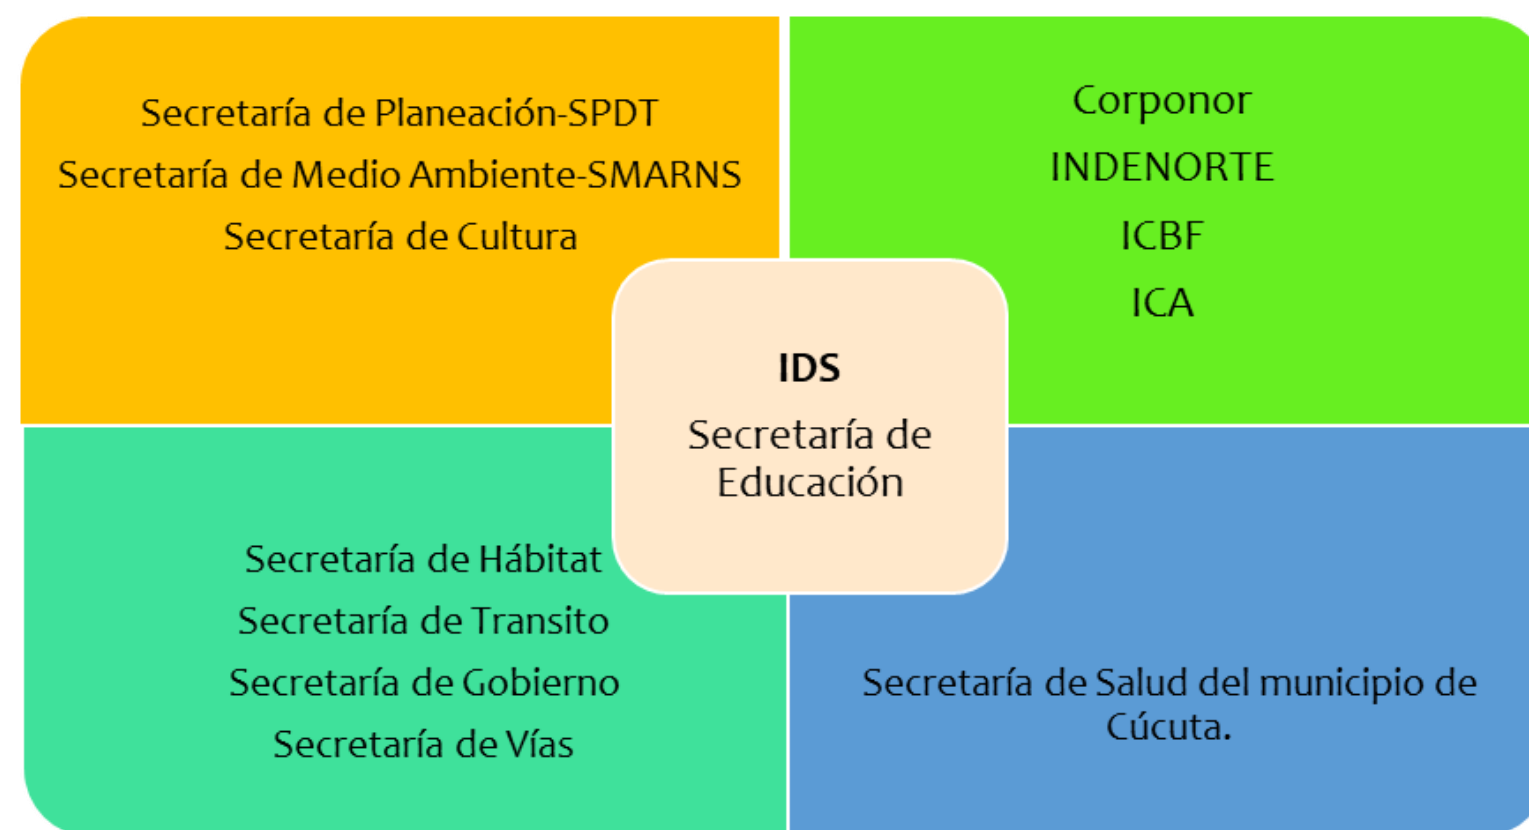 Secretaría de Planeación-SPDT
Secretaría de Medio Ambiente-SMARNS
Secretaría de Cultura
Corponor
INDENORTE
ICBF
ICA
IDS
Secretaría de
Educación
Secretaría de Hábitat
Secretaría de Transito
Secretaría de Gobierno
Secretaría de Vías
Secretaría de Salud del municipio de
Cúcuta.